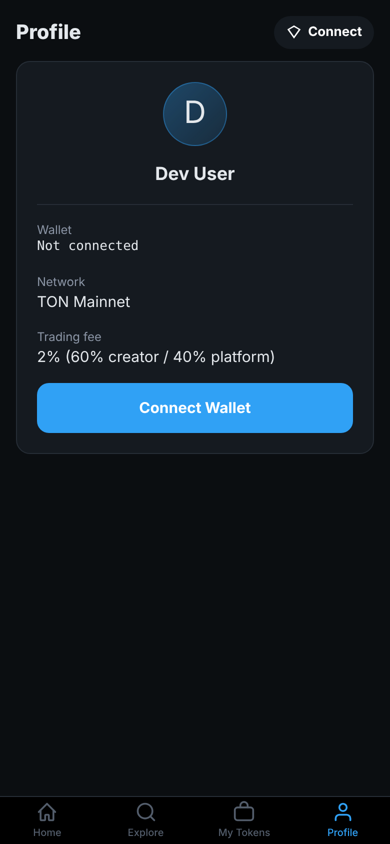 Profile
Connect
D
Dev User
Wallet
Not connected
Network
TON Mainnet
Trading fee
2% (60% creator / 40% platform)
Connect Wallet
Home
Explore
My Tokens
Profile